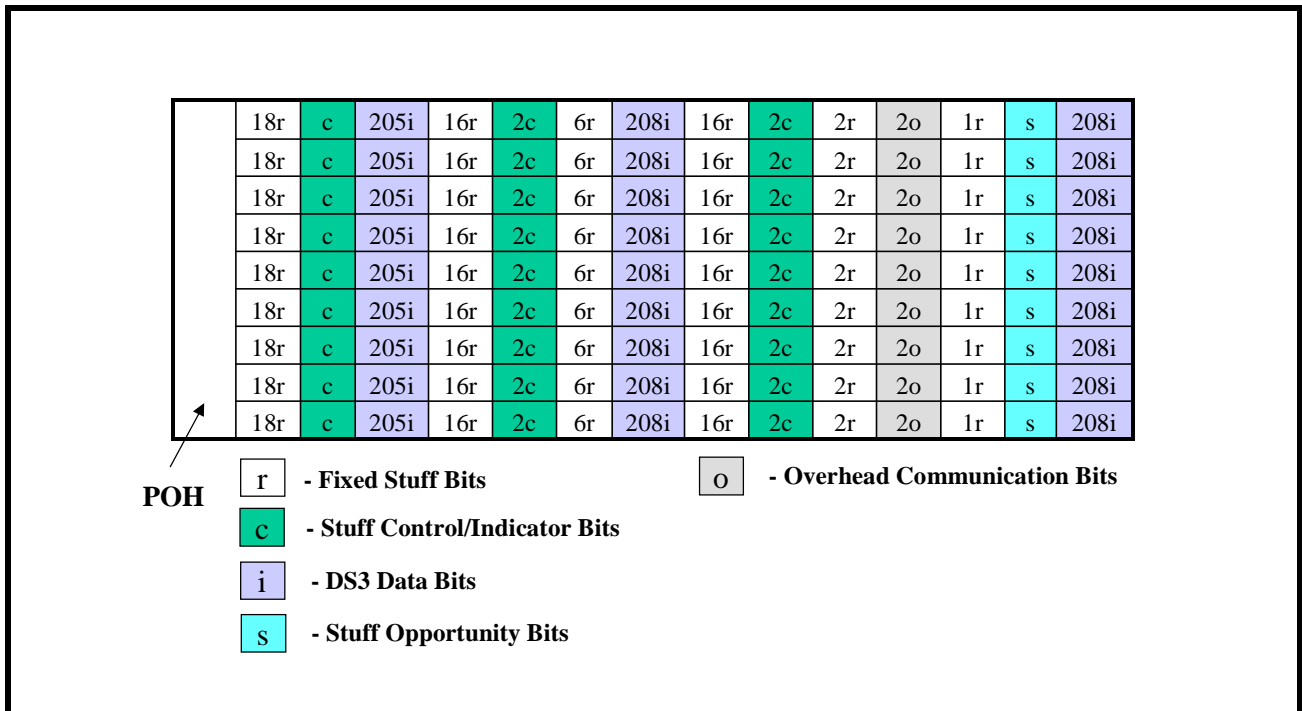 18r c 205i 16r 2c 6r 208i 16r 2c 2r 2o 1r s 208i
18r c 205i 16r 2c 6r 208i 16r 2c 2r 2o 1r s 208i
18r c 205i 16r 2c 6r 208i 16r 2c 2r 2o 1r s 208i
18r c 205i 16r 2c 6r 208i 16r 2c 2r 2o 1r s 208i
18r c 205i 16r 2c 6r 208i 16r 2c 2r 2o 1r s 208i
18r c 205i 16r 2c 6r 208i 16r 2c 2r 2o 1r s 208i
18r c 205i 16r 2c 6r 208i 16r 2c 2r 2o 1r s 208i
18r c 205i 16r 2c 6r 208i 16r 2c 2r 2o 1r s 208i
18r c 205i 16r 2c 6r 208i 16r 2c 2r 2o 1r s 208i
POH
r - Fixed Stuff Bits
o - Overhead Communication Bits
c - Stuff Control/Indicator Bits
i - DS3 Data Bits
s - Stuff Opportunity Bits